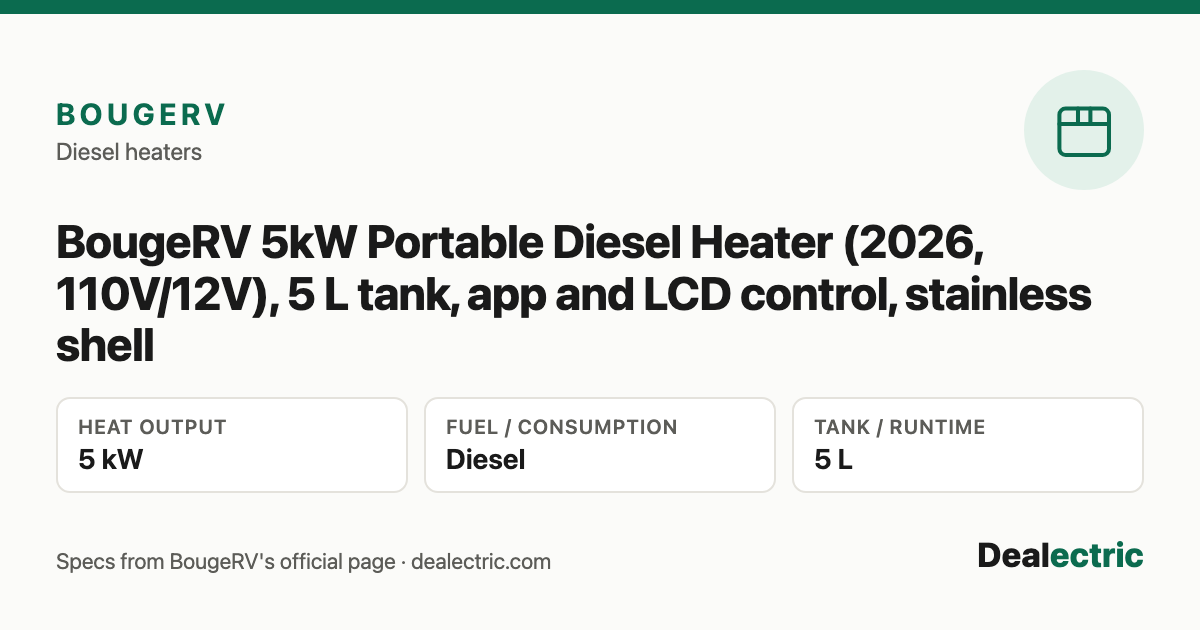 BOUGERV
Diesel heaters
BougeRV 5kW Portable Diesel Heater (2026,
110V/12V), 5 L tank, app and LCD control, stainless
shell
HEAT OUTPUT
5 kW
FUEL / CONSUMPTION
Diesel
TANK / RUNTIME
5 L
Specs from BougeRV's official page · dealectric.com
Dealectric